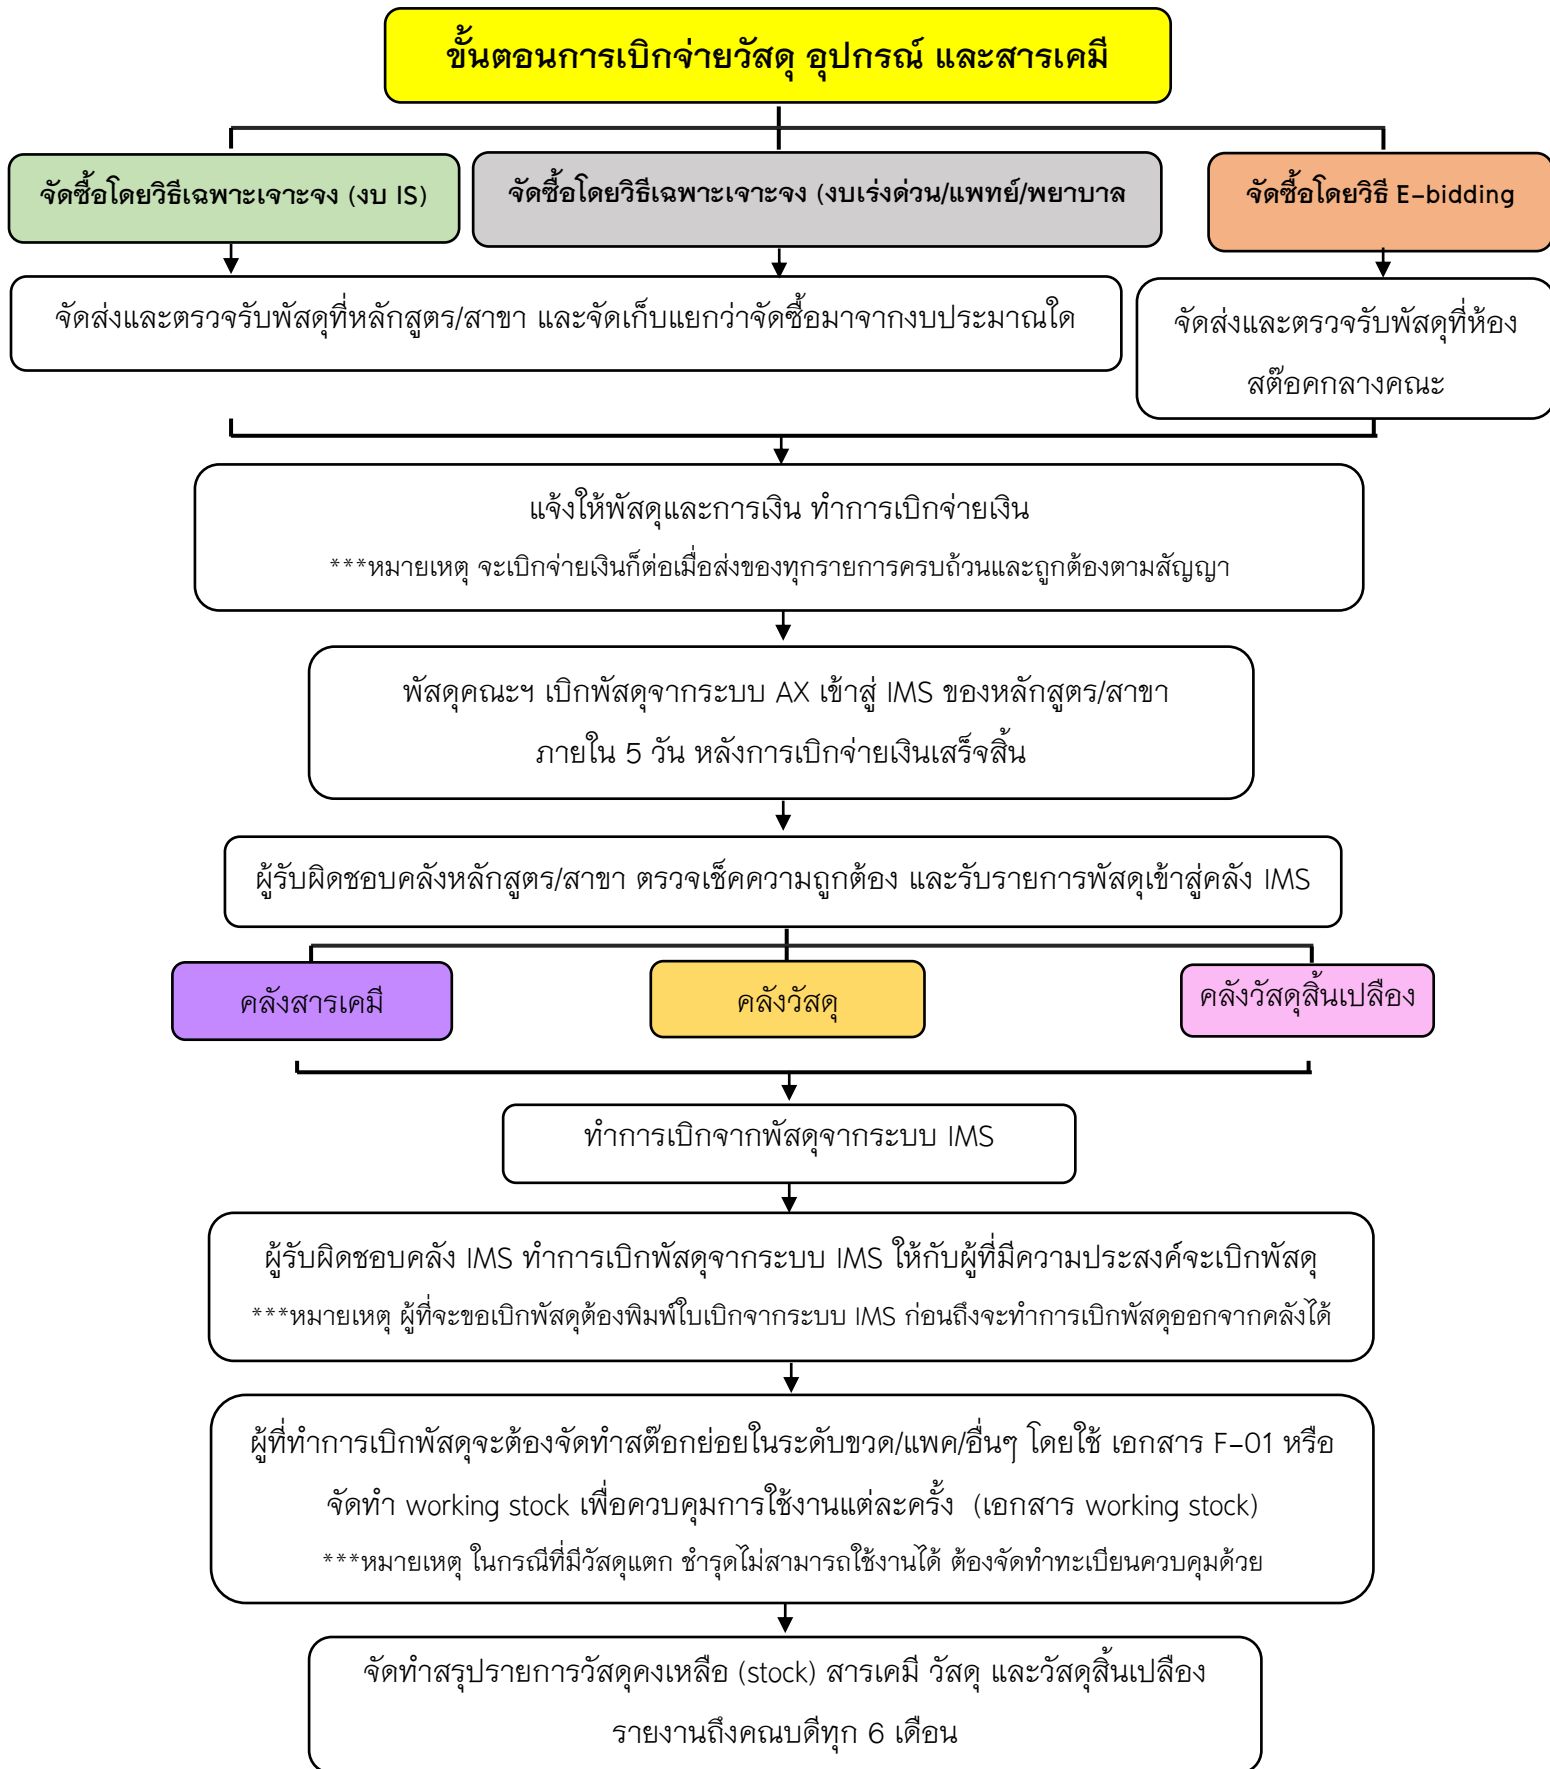 ขั้นตอนการเบิกจ่ายวัสดุ อุปกรณ์ และสารเคมี
จัดซื้อโดยวิธีเฉพาะเจาะจง (งบ IS)
จัดซื้อโดยวิธีเฉพาะเจาะจง (งบเร่งด่วน/แพทย์/พยาบาล
จัดซื้อโดยวิธี E-bidding
จัดส่งและตรวจรับพัสดุที่หลักสูตร/สาขา และจัดเก็บแยกว่าจัดซื้อมาจากงบประมาณใด
จัดส่งและตรวจรับพัสดุที่ห้อง
สต๊อคกลางคณะ
แจ้งให้พัสดุและการเงิน ทำการเบิกจ่ายเงิน
***หมายเหตุ จะเบิกจ่ายเงินก็ต่อเมื่อส่งของทุกรายการครบถ้วนและถูกต้องตามสัญญา
พัสดุคณะฯ เบิกพัสดุจากระบบ AX เข้าสู่ IMS ของหลักสูตร/สาขา
ภายใน 5 วัน หลังการเบิกจ่ายเงินเสร็จสิ้น
ผู้รับผิดชอบคลังหลักสูตร/สาขา ตรวจเช็คความถูกต้อง และรับรายการพัสดุเข้าสู่คลัง IMS
คลังสารเคมี
คลังวัสดุ
คลังวัสดุสิ้นเปลือง
ทำการเบิกจากพัสดุจากระบบ IMS
ผู้รับผิดชอบคลัง IMS ทำการเบิกพัสดุจากระบบ IMS ให้กับผู้ที่มีความประสงค์จะเบิกพัสดุ
***หมายเหตุ ผู้ที่จะขอเบิกพัสดุต้องพิมพ์ใบเบิกจากระบบ IMS ก่อนถึงจะทำการเบิกพัสดุออกจากคลังได้
ผู้ที่ทำการเบิกพัสดุจะต้องจัดทำสต๊อกย่อยในระดับขวด/แพค/อื่นๆ โดยใช้ เอกสาร F-01 หรือ
จัดทำ working stock เพื่อควบคุมการใช้งานแต่ละครั้ง (เอกสาร working stock)
***หมายเหตุ ในกรณีที่มีวัสดุแตก ชำรุดไม่สามารถใช้งานได้ ต้องจัดทำทะเบียนควบคุมด้วย
จัดทำสรุปรายการวัสดุคงเหลือ (stock) สารเคมี วัสดุ และวัสดุสิ้นเปลือง
รายงานถึงคณบดีทุก 6 เดือน